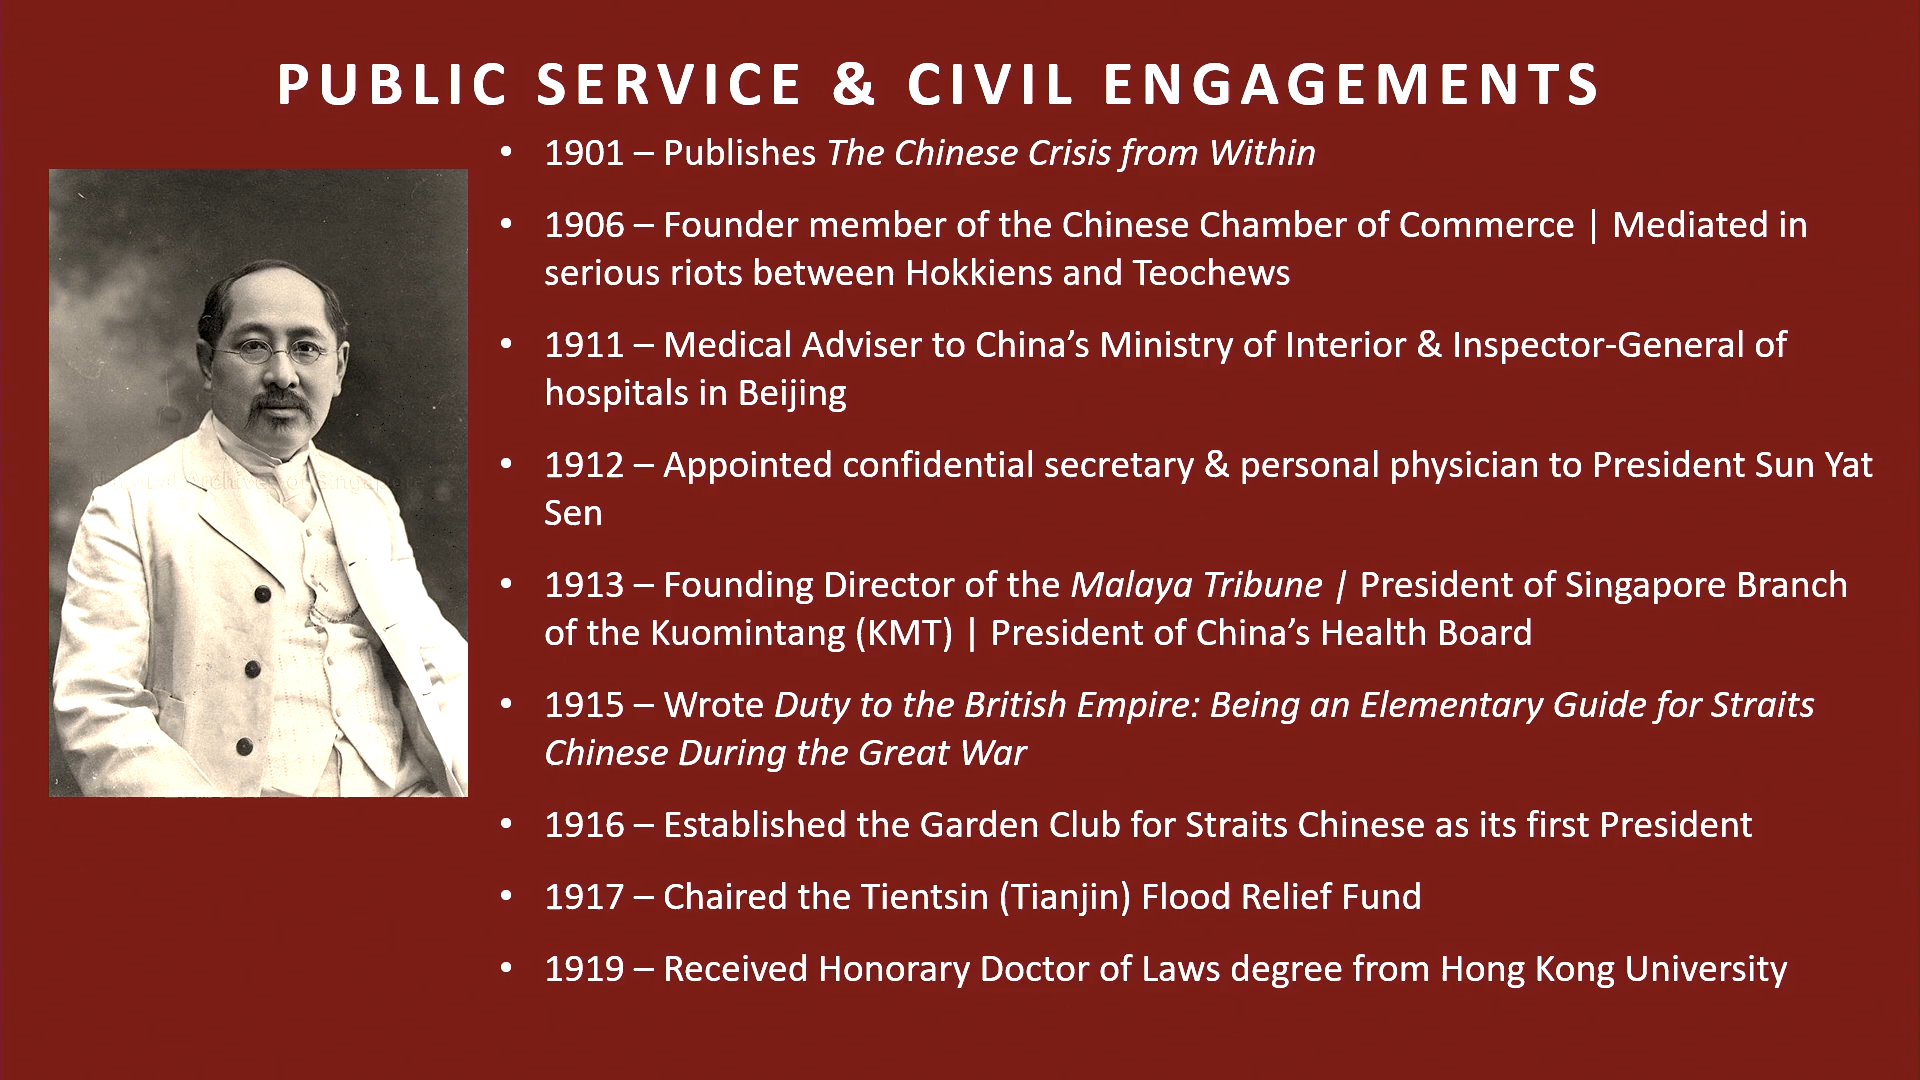 PUBLIC SERVICE & CIVIL ENGAGEMENTS
• 1901 – Publishes The Chinese Crisis from Within
• 1906 – Founder member of the Chinese Chamber of Commerce | Mediated in
serious riots between Hokkiens and Teochews
• 1911 – Medical Adviser to China’s Ministry of Interior & Inspector-General of
hospitals in Beijing
• 1912 – Appointed confidential secretary & personal physician to President Sun Yat
Sen
• 1913 – Founding Director of the Malaya Tribune | President of Singapore Branch
of the Kuomintang (KMT) | President of China’s Health Board
• 1915 – Wrote Duty to the British Empire: Being an Elementary Guide for Straits
Chinese During the Great War
• 1916 – Established the Garden Club for Straits Chinese as its first President
• 1917 – Chaired the Tientsin (Tianjin) Flood Relief Fund
• 1919 – Received Honorary Doctor of Laws degree from Hong Kong University
National Archives of Singapore